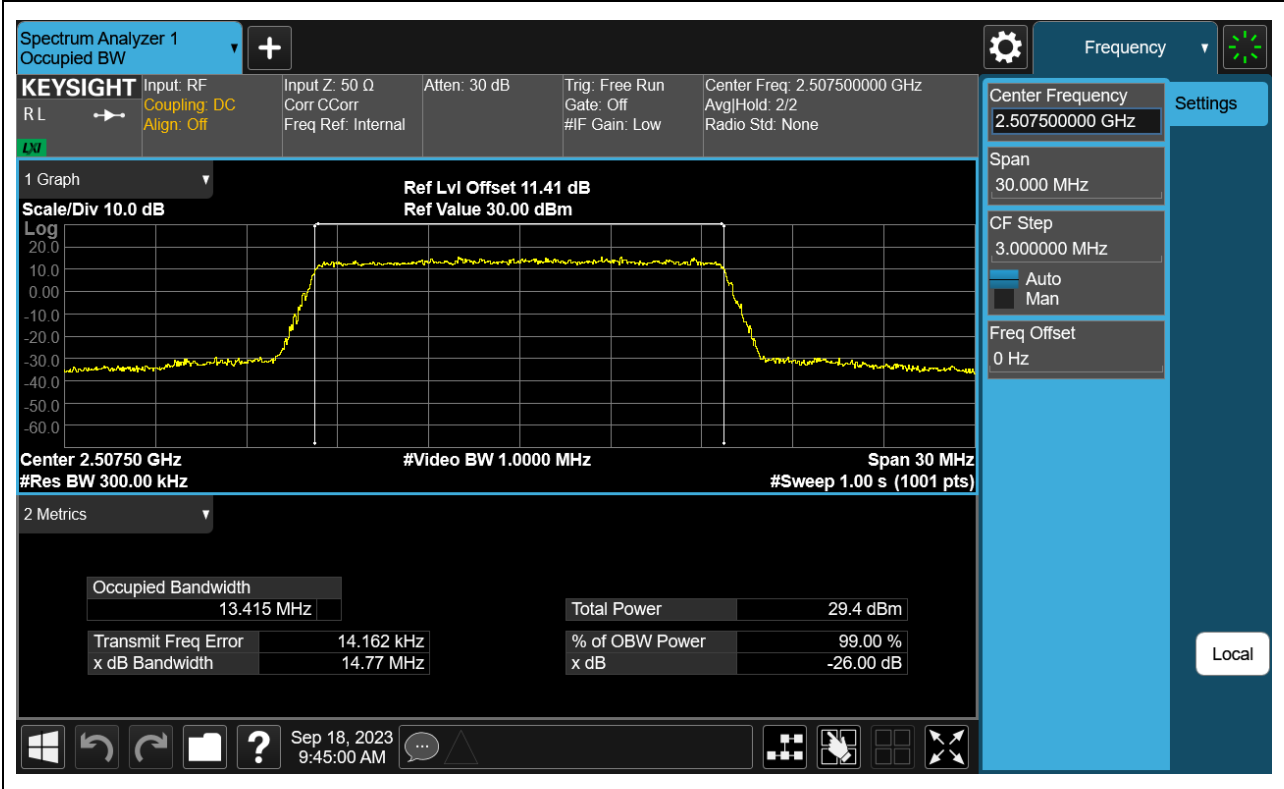 Spectrum Analyzer 1
Occupied BW
+
Frequency
KEYSIGHT
R L
LXI
Input: RF
Coupling: DC
Align: Off
Input Z: 50 Ω
Corr CCorr
Freq Ref: Internal
Atten: 30 dB
Trig: Free Run
Gate: Off
#IF Gain: Low
Center Freq: 2.507500000 GHz
Avg|Hold: 2/2
Radio Std: None
Center Frequency
2.507500000 GHz
Settings
Span
30.000 MHz
CF Step
3.000000 MHz
Auto
Man
Freq Offset
0 Hz
Local
1 Graph
Scale/Div 10.0 dB
Ref Lvl Offset 11.41 dB
Ref Value 30.00 dBm
Log
20.0
10.0
0.00
-10.0
-20.0
-30.0
-40.0
-50.0
-60.0
Center 2.50750 GHz
#Video BW 1.0000 MHz
Span 30 MHz
#Res BW 300.00 kHz
#Sweep 1.00 s (1001 pts)
2 Metrics
Occupied Bandwidth
13.415 MHz
Total Power 29.4 dBm
Transmit Freq Error 14.162 kHz
% of OBW Power 99.00 %
x dB Bandwidth 14.77 MHz
x dB -26.00 dB
?
Sep 18, 2023
9:45:00 AM